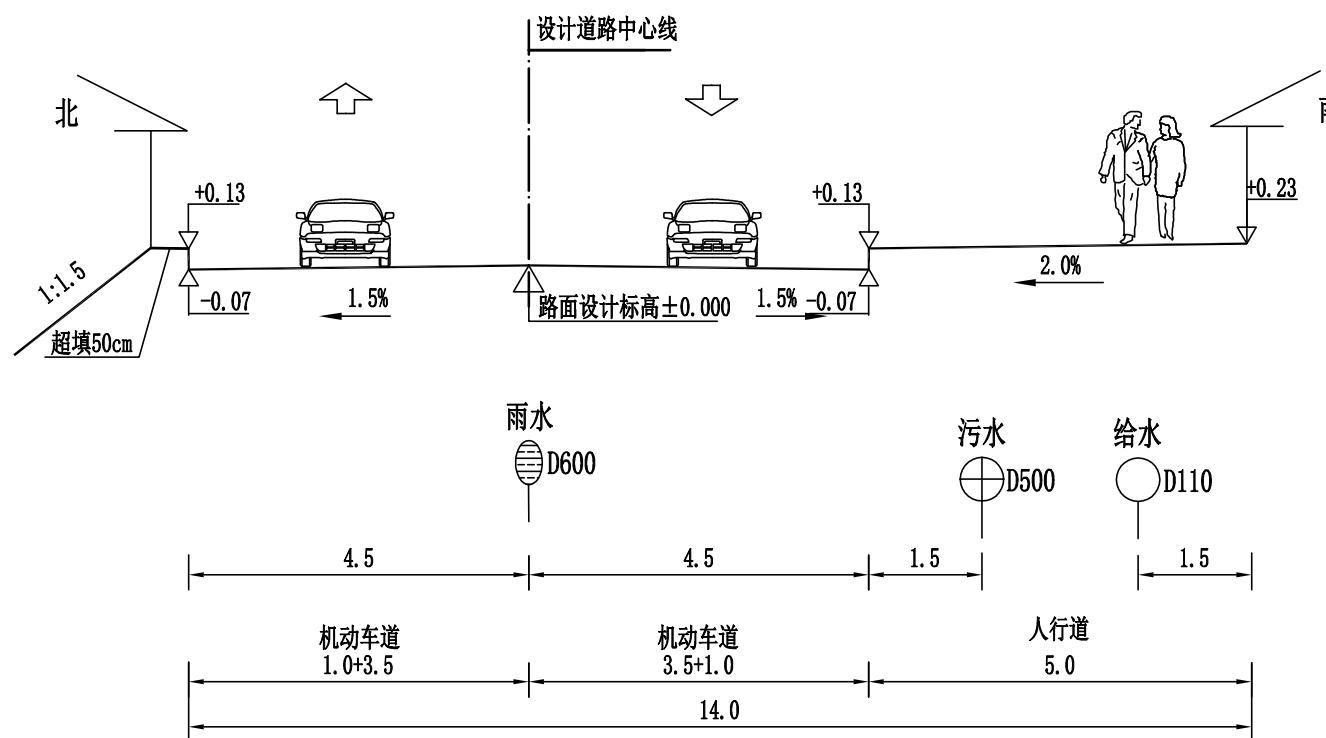 设计道路中心线
北
+0.13
+0.13
+0.23
1:1.5
-0.07
1.5%
路面设计标高±0.000
1.5%
-0.07
2.0%
超填50cm
雨水
D600
污水
D500
给水
D110
4.5
4.5
1.5
1.5
机动车道
1.0+3.5
机动车道
3.5+1.0
人行道
5.0
14.0